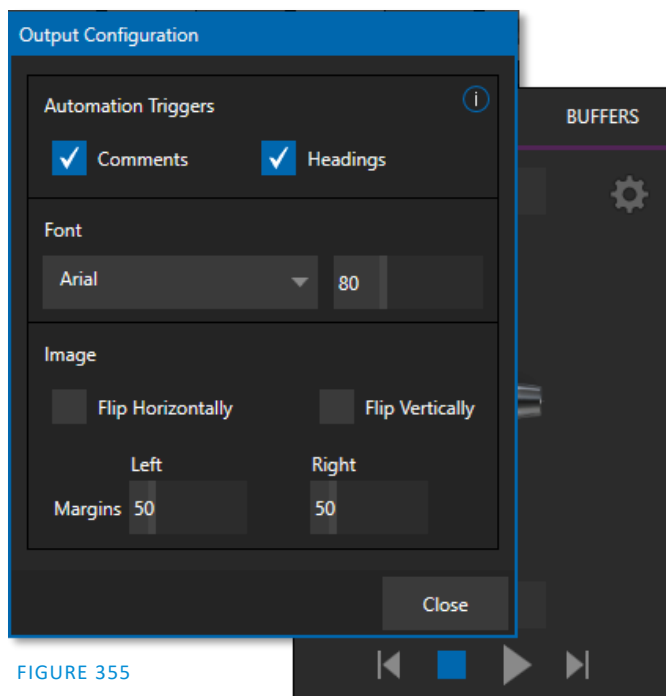 Output Configuration
BUFFERS
Automation Triggers
Comments Headings
Font
Arial 80
Image
Flip Horizontally Flip Vertically
Left Right
Margins 50 50
Close
FIGURE 355